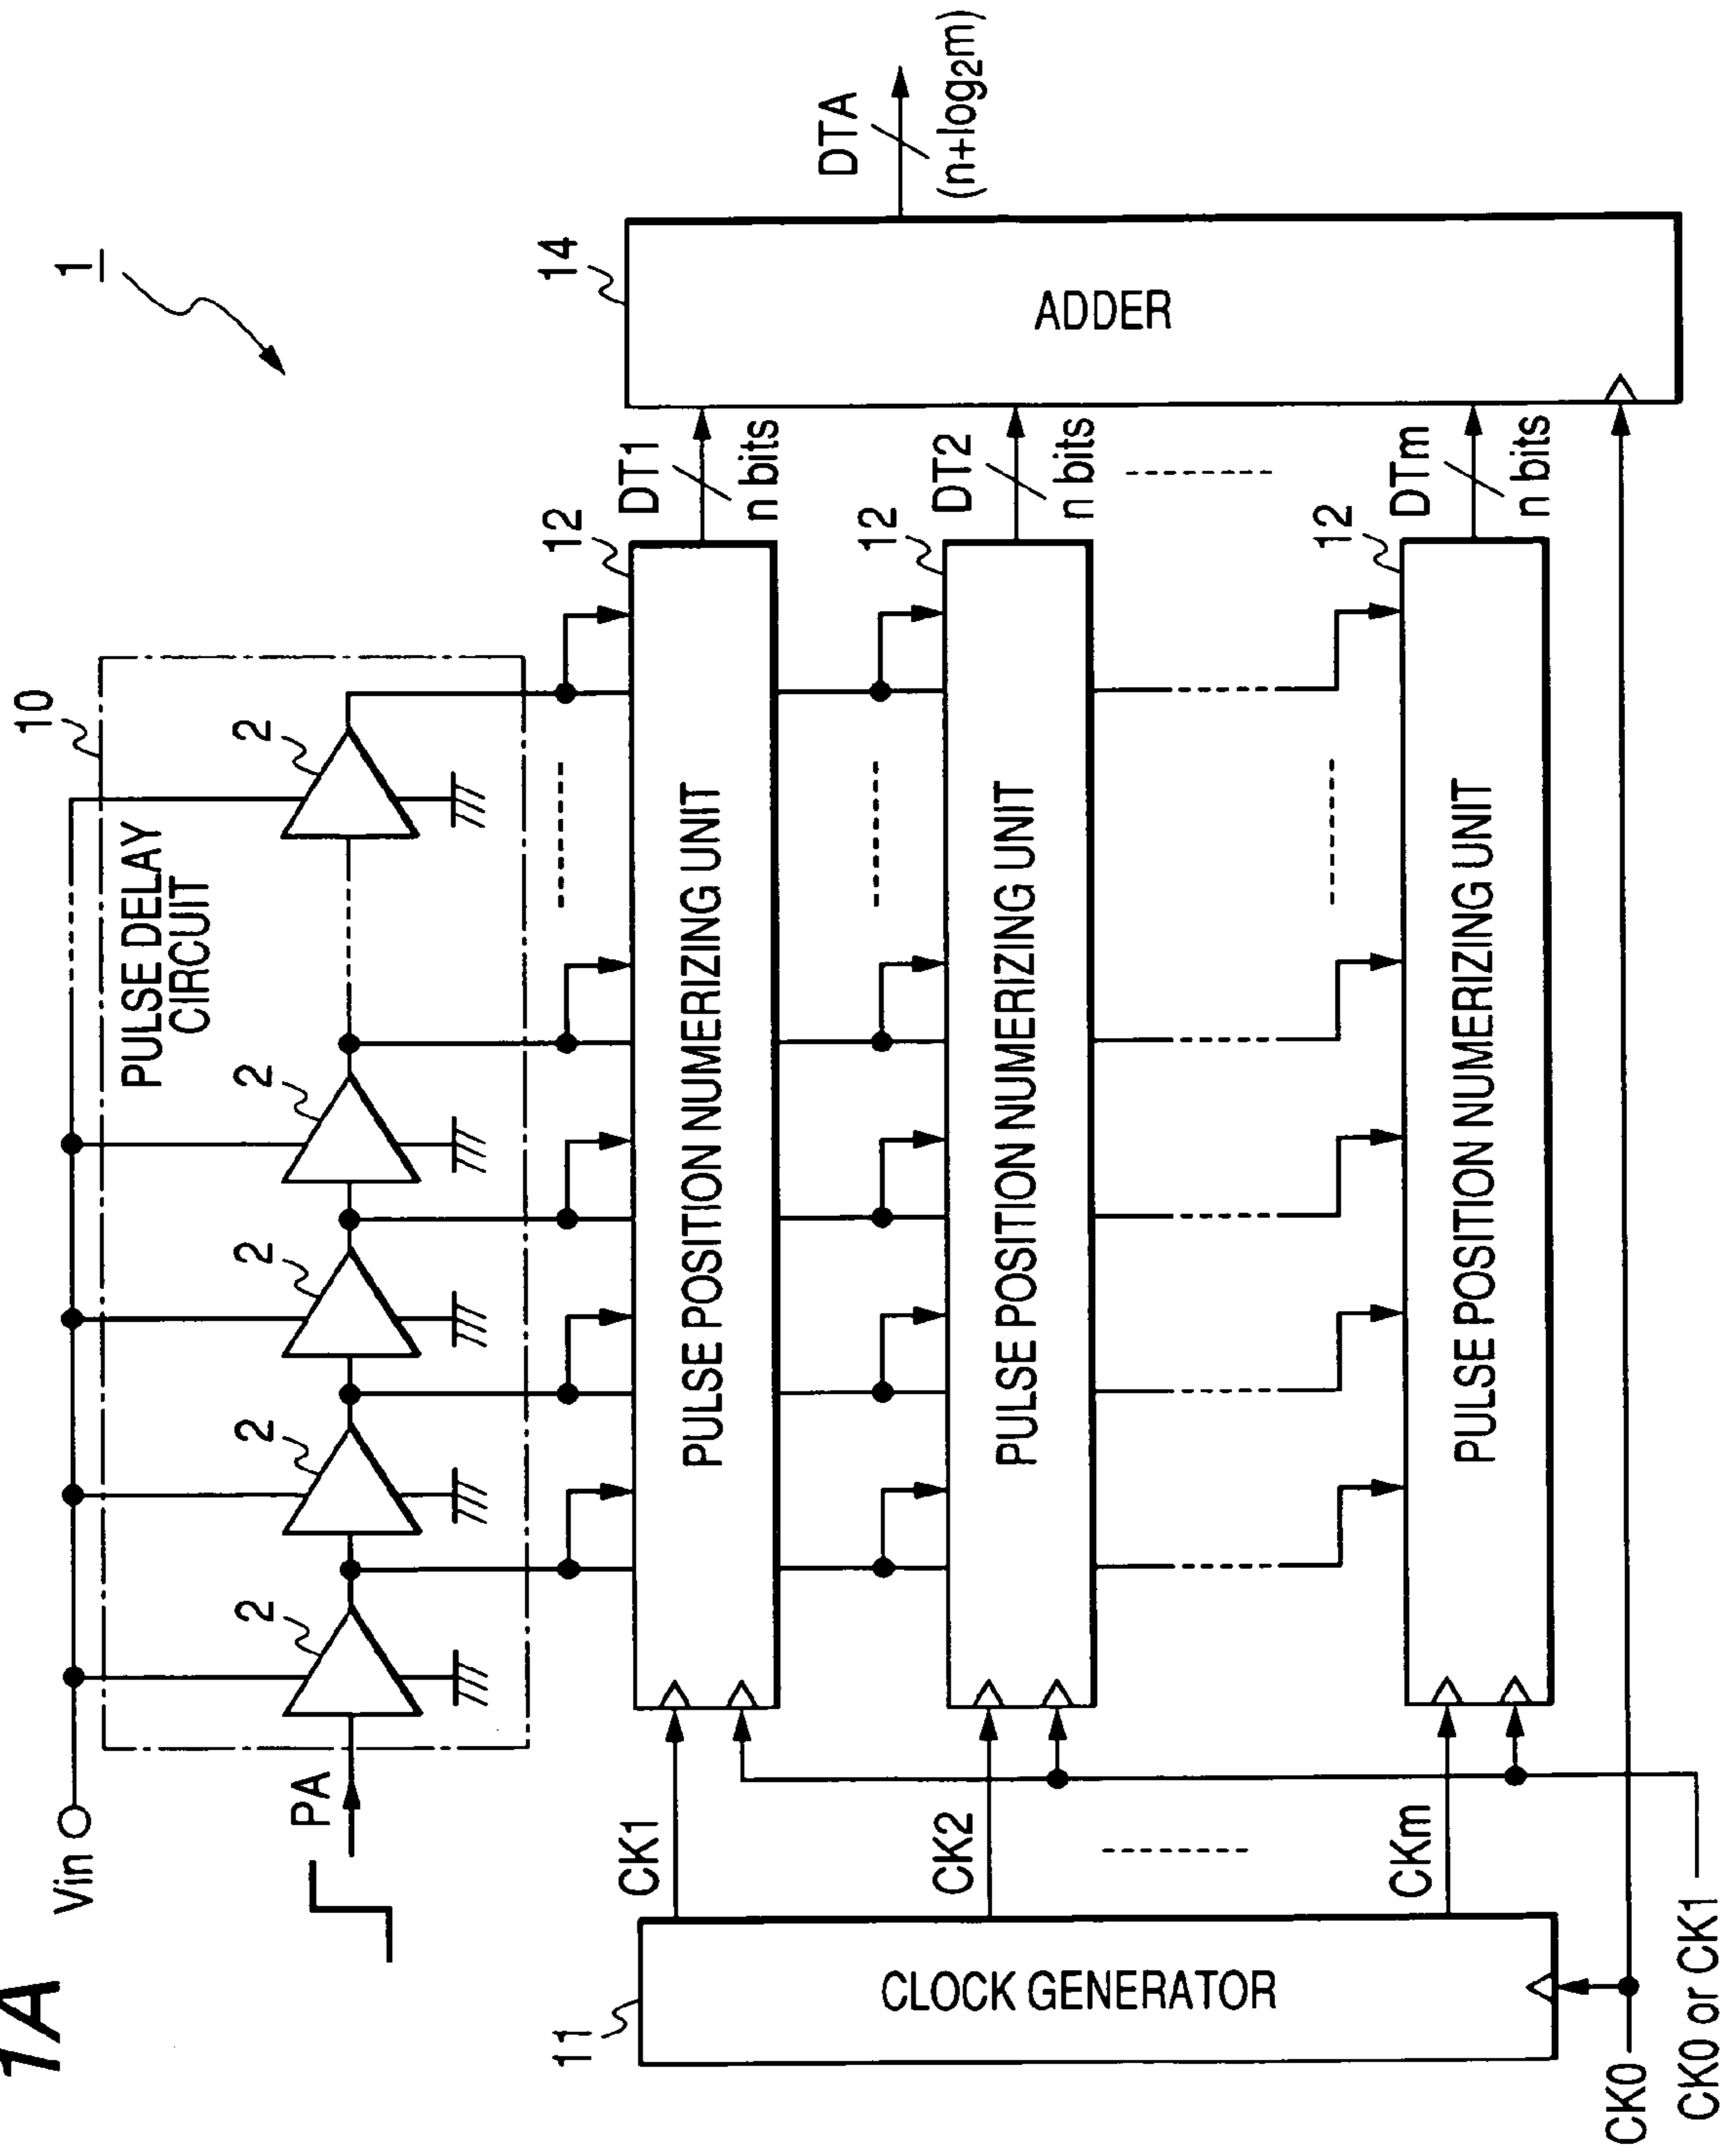 1A
1
Vin
10
PULSE DELAY
CIRCUIT
2
2
2
2
2
PA
12
DT1
n bits
CK1
PULSE POSITION NUMERIZING UNIT
12
DT2
n bits
CK2
PULSE POSITION NUMERIZING UNIT
12
DTm
n bits
CKm
PULSE POSITION NUMERIZING UNIT
11
CLOCK GENERATOR
14
ADDER
DTA
(n+log2m)
CK0
CK0 or CK1